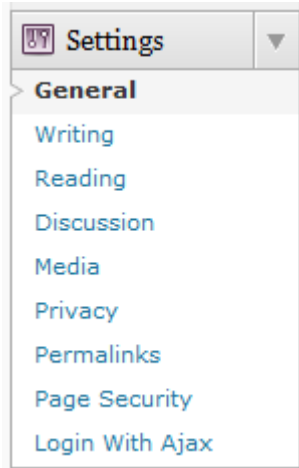 Settings
General
Writing
Reading
Discussion
Media
Privacy
Permalinks
Page Security
Login With Ajax